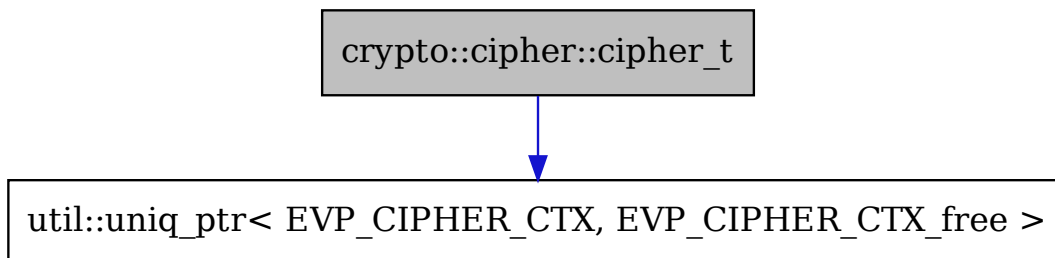 crypto::cipher::cipher_t
util::uniq_ptr< EVP_CIPHER_CTX, EVP_CIPHER_CTX_free >